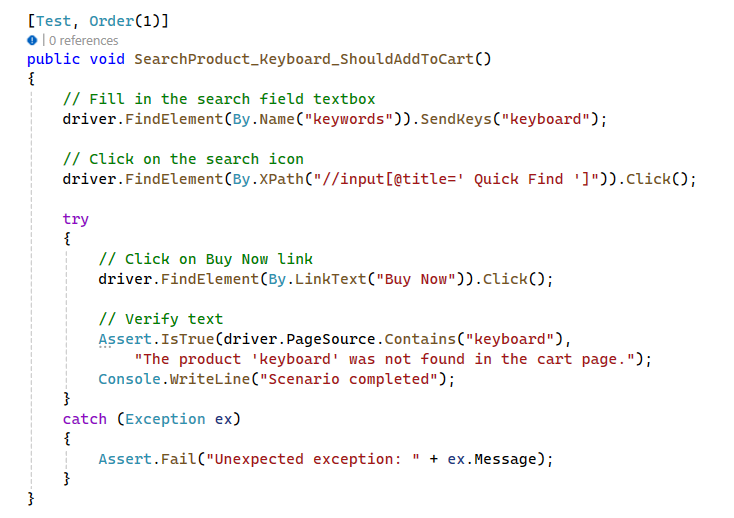 [Test, Order(1)]
| 0 references
public void SearchProduct_Keyboard_ShouldAddToCart()
{
// Fill in the search field textbox
driver.FindElement(By.Name("keywords")).SendKeys("keyboard");
// Click on the search icon
driver.FindElement(By.XPath("//input[@title=' Quick Find ']")).Click();
try
{
// Click on Buy Now link
driver.FindElement(By.LinkText("Buy Now")).Click();
// Verify text
Assert.IsTrue(driver.PageSource.Contains("keyboard"),
"The product 'keyboard' was not found in the cart page.");
Console.WriteLine("Scenario completed");
}
catch (Exception ex)
{
Assert.Fail("Unexpected exception: " + ex.Message);
}
}